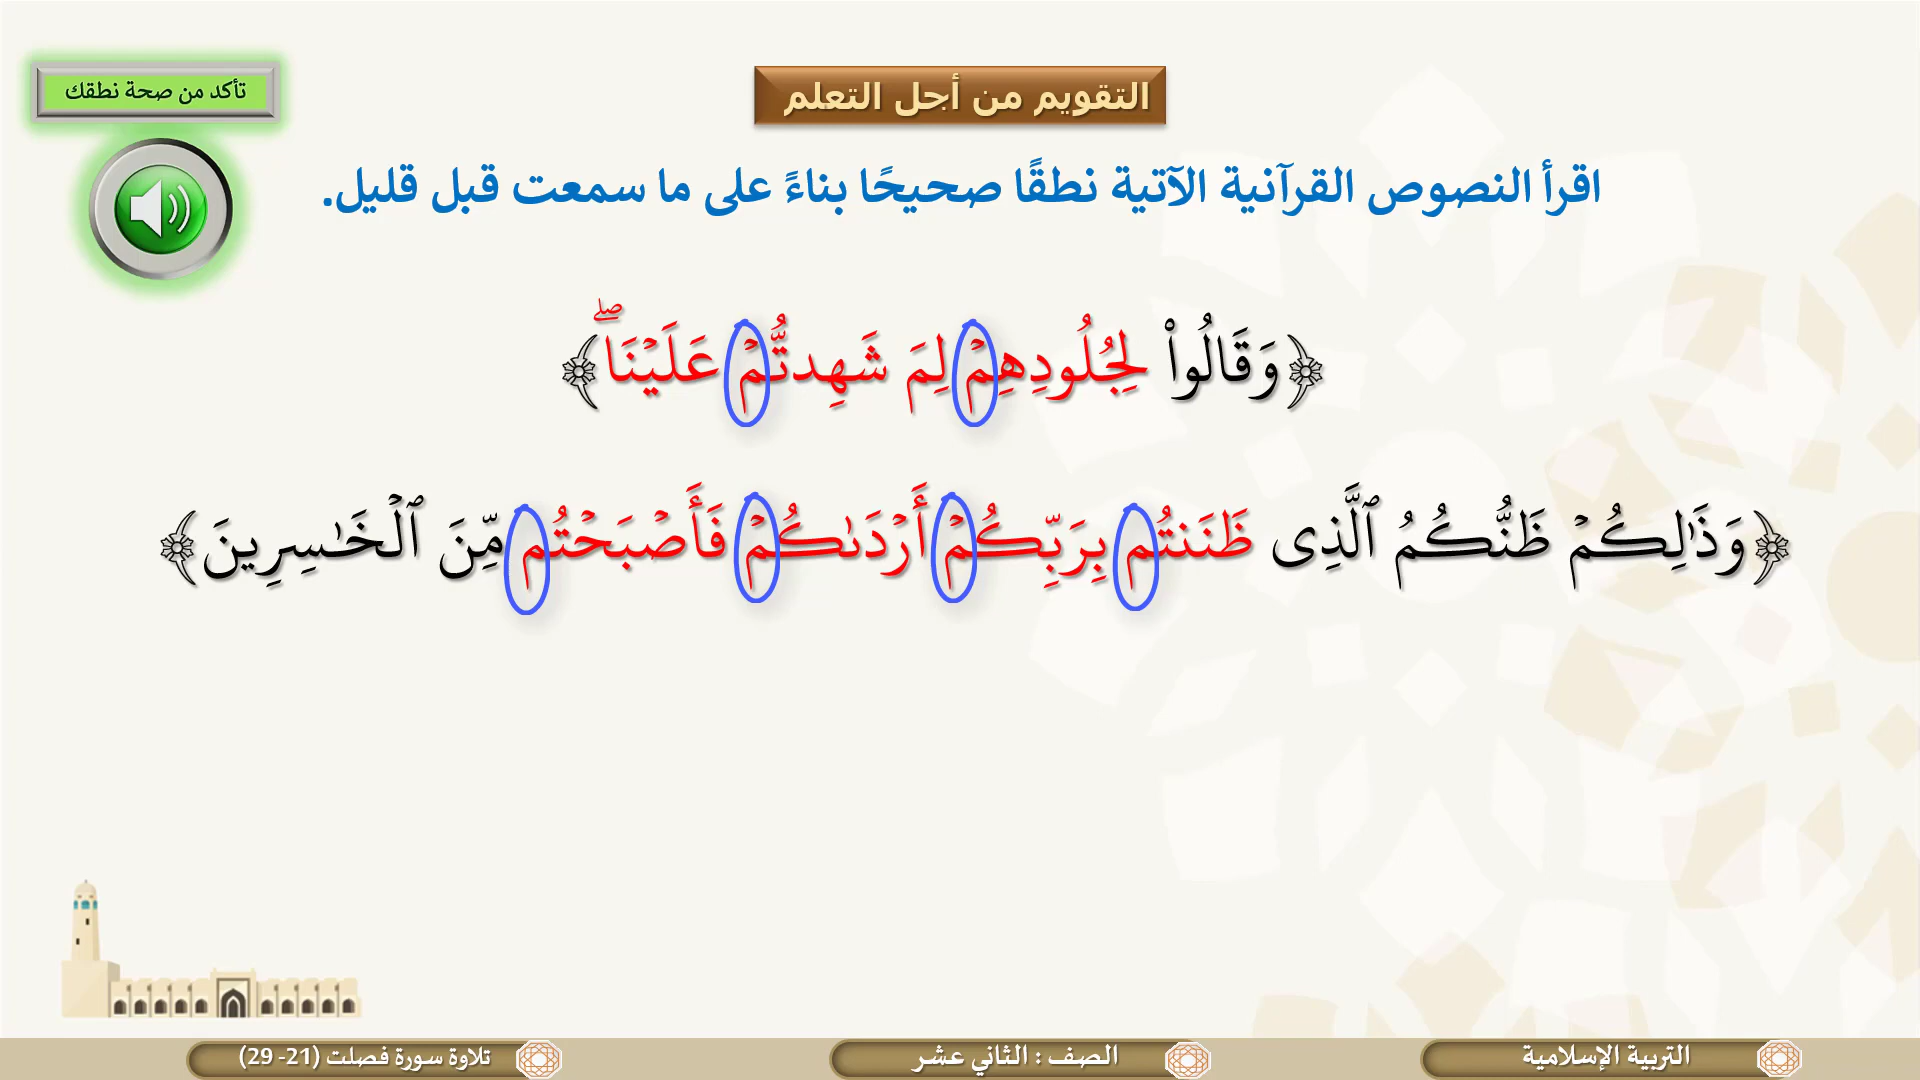 التقويم من أجل التعلم
تأكد من صحة نطقك
اقرأ النصوص القرآنية الآتية نطقًا صحيحًا بناءً على ما سمعت قبل قليل.
﴿وَقَالُواْ لِجُلُودِهِمۡ لِمَ شَهِدتُّمۡ عَلَيۡنَاۖ﴾
﴿وَذَٰلِكُمۡ ظَنُّكُمُ ٱلَّذِى ظَنَنتُم بِرَبِّكُمۡ أَرۡدَىٰكُمۡ فَأَصۡبَحۡتُم مِّنَ ٱلۡخَٰسِرِينَ﴾
التربية الإسلامية
الصف : الثاني عشر
تلاوة سورة فصلت (21- 29)